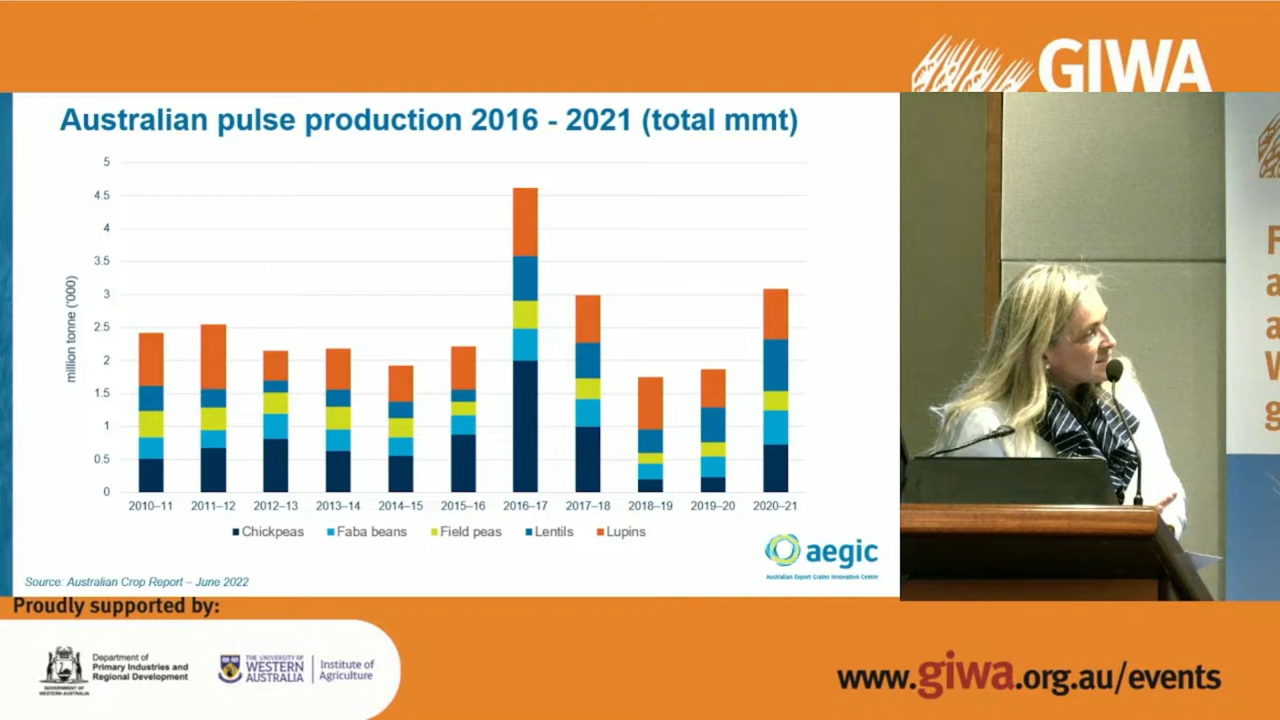 GIWA
Australian pulse production 2016 - 2021 (total mmt)
million tonne ('000)
5
4.5
4
3.5
3
2.5
2
1.5
1
0.5
0
2010–11 2011–12 2012–13 2013–14 2014–15 2015–16 2016–17 2017–18 2018–19 2019–20 2020–21
Chickpeas Faba beans Field peas Lentils Lupins
aegic
Australian Export Grains Innovation Centre
Source: Australian Crop Report – June 2022
F
a
a
W
g
Proudly supported by:
GOVERNMENT OF
WESTERN AUSTRALIA
Department of
Primary Industries and
Regional Development
THE UNIVERSITY OF
WESTERN
AUSTRALIA
Institute of
Agriculture
www.giwa.org.au/events